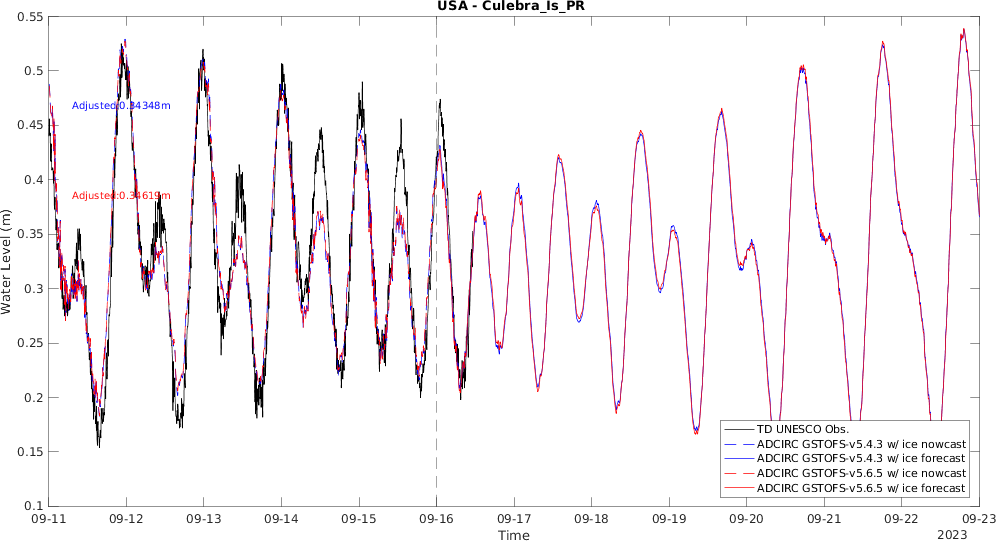 USA - Culebra_Is_PR
0.55
0.5
0.45
0.4
0.35
0.3
0.25
0.2
0.15
0.1
Water Level (m)
Adjusted:0.34348m
Adjusted:0.34619m
TD UNESCO Obs.
ADCIRC GSTOFS-v5.4.3 w/ ice nowcast
ADCIRC GSTOFS-v5.4.3 w/ ice forecast
ADCIRC GSTOFS-v5.6.5 w/ ice nowcast
ADCIRC GSTOFS-v5.6.5 w/ ice forecast
09-11 09-12 09-13 09-14 09-15 09-16 09-17 09-18 09-19 09-20 09-21 09-22 09-23
Time
2023